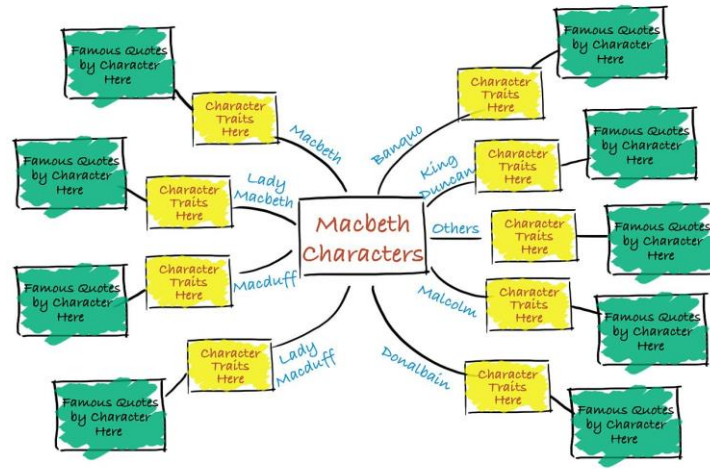 Macbeth
Characters
Macbeth
Character
Traits
Here
Famous Quotes
by Character
Here
Lady
Macbeth
Character
Traits
Here
Famous Quotes
by Character
Here
Macduff
Character
Traits
Here
Famous Quotes
by Character
Here
Lady
Macduff
Character
Traits
Here
Famous Quotes
by Character
Here
Banquo
Character
Traits
Here
Famous Quotes
by Character
Here
King
Duncan
Character
Traits
Here
Famous Quotes
by Character
Here
Others
Character
Traits
Here
Famous Quotes
by Character
Here
Malcolm
Character
Traits
Here
Famous Quotes
by Character
Here
Donalbain
Character
Traits
Here
Famous Quotes
by Character
Here